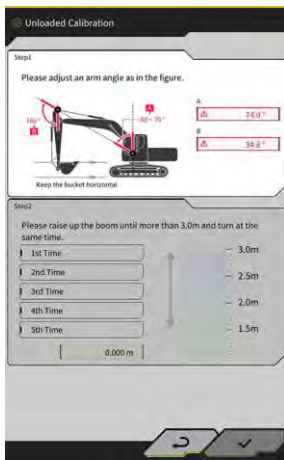 Unloaded Calibration
Step1
Please adjust an arm angle as in the figure.
A
A
74.0 °
B
B
34.8 °
Keep the bucket horizontal
Step2
Please raise up the boom until more than 3.0m and turn at the
same time.
1st Time
2nd Time
3rd Time
4th Time
5th Time
0.000 m
3.0m
2.5m
2.0m
1.5m